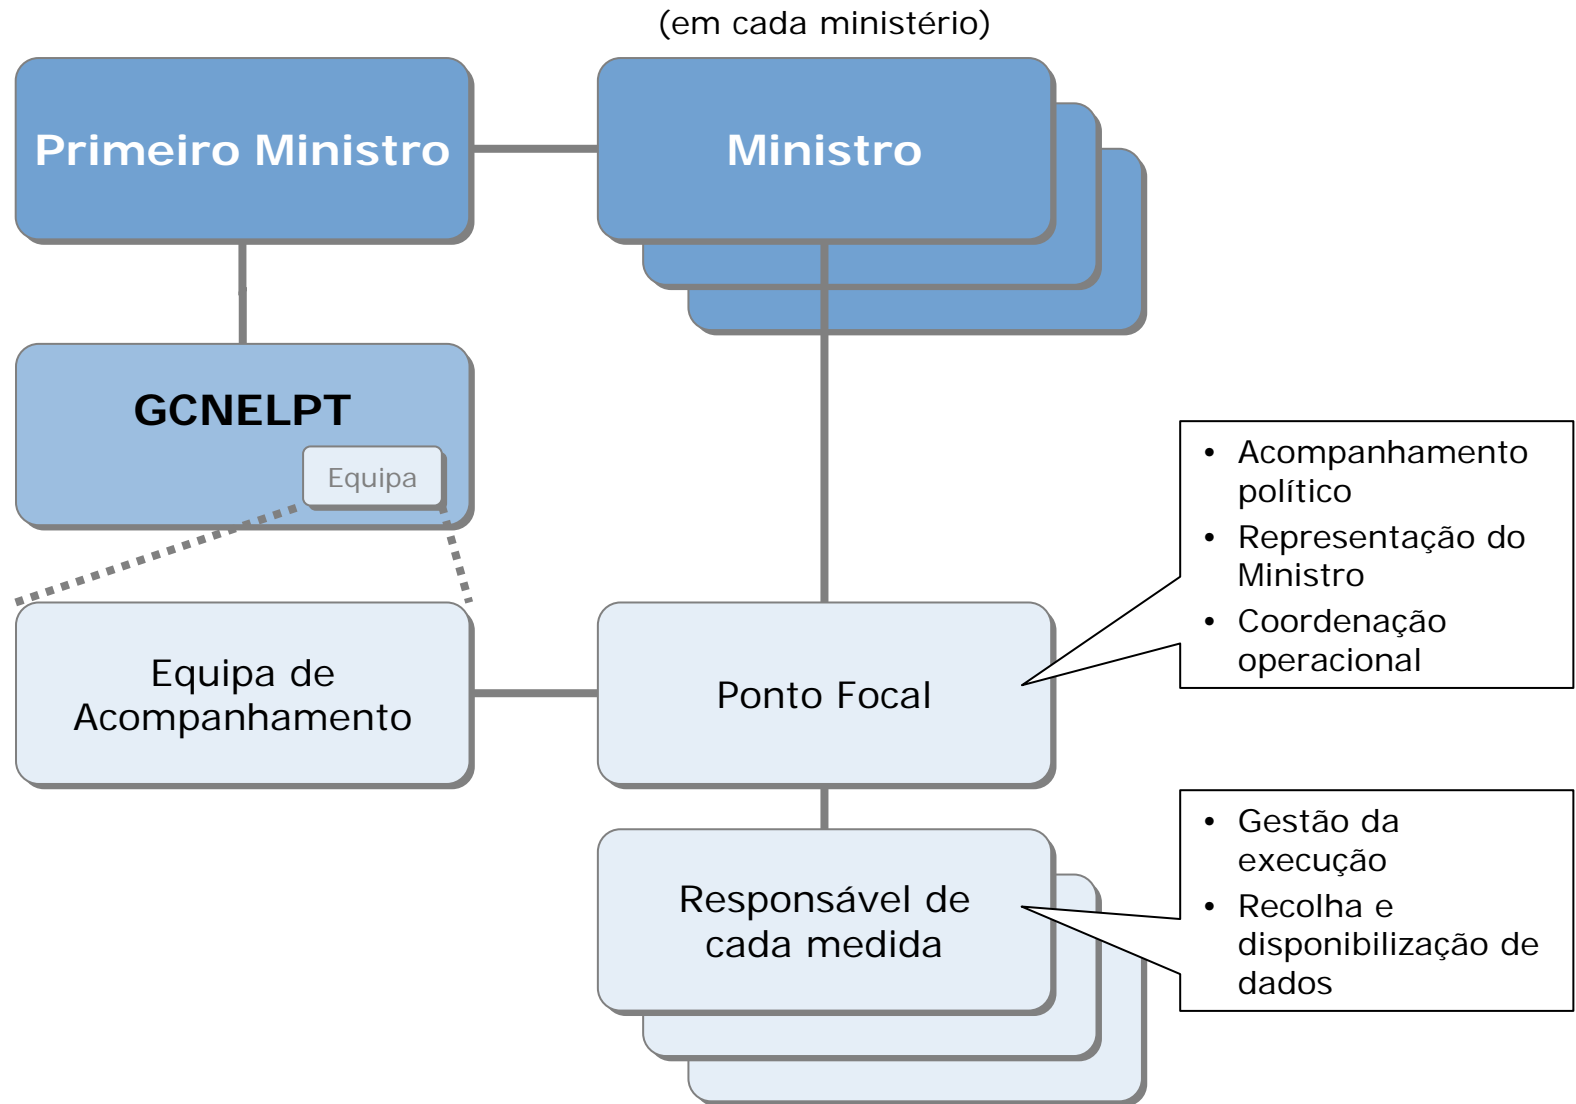 (em cada ministério)
Primeiro Ministro
Ministro
GCNELPT
Equipa
• Acompanhamento
político
• Representação do
Ministro
• Coordenação
operacional
Equipa de
Acompanhamento
Ponto Focal
• Gestão da
execução
• Recolha e
disponibilização de
dados
Responsável de
cada medida